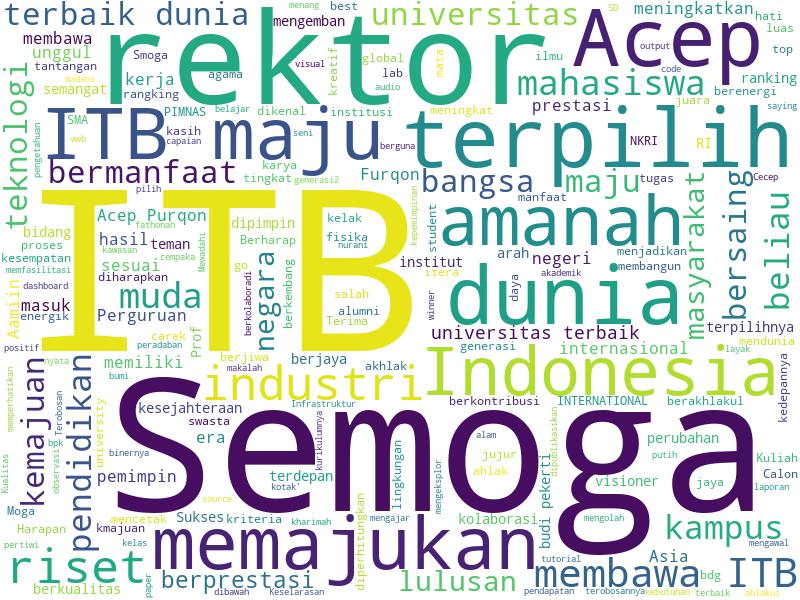 terbaik dunia
universitas
meningkatkan
SD
hati
luas
top
ranking
berenergi
menang
best
mengemban
membawa
unggul
tantangan
madani
semangat
teknologi
rektor
Acep
output
code
juara
saying
Smoga
agama
visual
kreatif
global
lab
audio
mata
ilmu
kerja
rangking
mahasiswa
prestasi
meningkat
PIMNAS
belajar
dikenal
institusi
SMA
web
pengetahuan
ITB
kasih
capaian
seni
maju
berguna
terpilih
NKRI
RI
bermanfaat
pilih
karya
tingkat
generasi2
Furqon
bangsa
maju
tugas
Cecep
masyarakat
bersaing
beliau
ITB
Acep Purqon
fathonah
dipimpin
kelak
fisika
nurani
kepemimpinan
student
amanah
manfaat
bidang
proses
kesempatan
memfasilitasi
dashboard
hasil
teman
kawasan
cempaka
Mewadahi
Berharap
sesuai
go
negara
berkembang
berkolaboradi
institut
itera
arah
negeri
akademik
daya
menjadikan
membangun
diharapkan
muda
salah
alumni
Terima
winner
dunia
Aamiin
masuk
energik
Perguruan
carek
Prof
universitas terbaik
terpilihnya
mendunia
layak
positif
nyata
peradaban
berjiwa
makalah
berjaya
generasi
internasional
memiliki
bumi
akhlak
Indonesia
kedepannya
memperhatikan
kemajuan
Terobosan
pendidikan
industri
Infrastruktur
berkontribusi
INTERNATIONAL
berakhlakul
kesejahteraan
swasta
era
kurikulumnya
Semoga
alam
jujur
ahlak
dipublikasikan
perubahan
putih
Kuliah
Calon
laporan
Kualitas
bpk
observasi
university
binernya
pemimpin
terdepan
kotak'
source
lingkungan
mengeksplor
budi pekerti
visioner
jaya
Moga
Harapan
pertiwi
kmajuan
mencetak
Sukses
kriteria
kharimah
diperhitungkan
mengajar
kolaborasi
mengolah
kampus
mengawal
kelas
memajukan
tutorial
Asia
riset
berkualitas
paper
berprestasi
dibawah
Keselarasan
lulusan
pendapatan
membawa
terobosannya
kebutuhan
bdg
terbaik
ITB
ahlakul